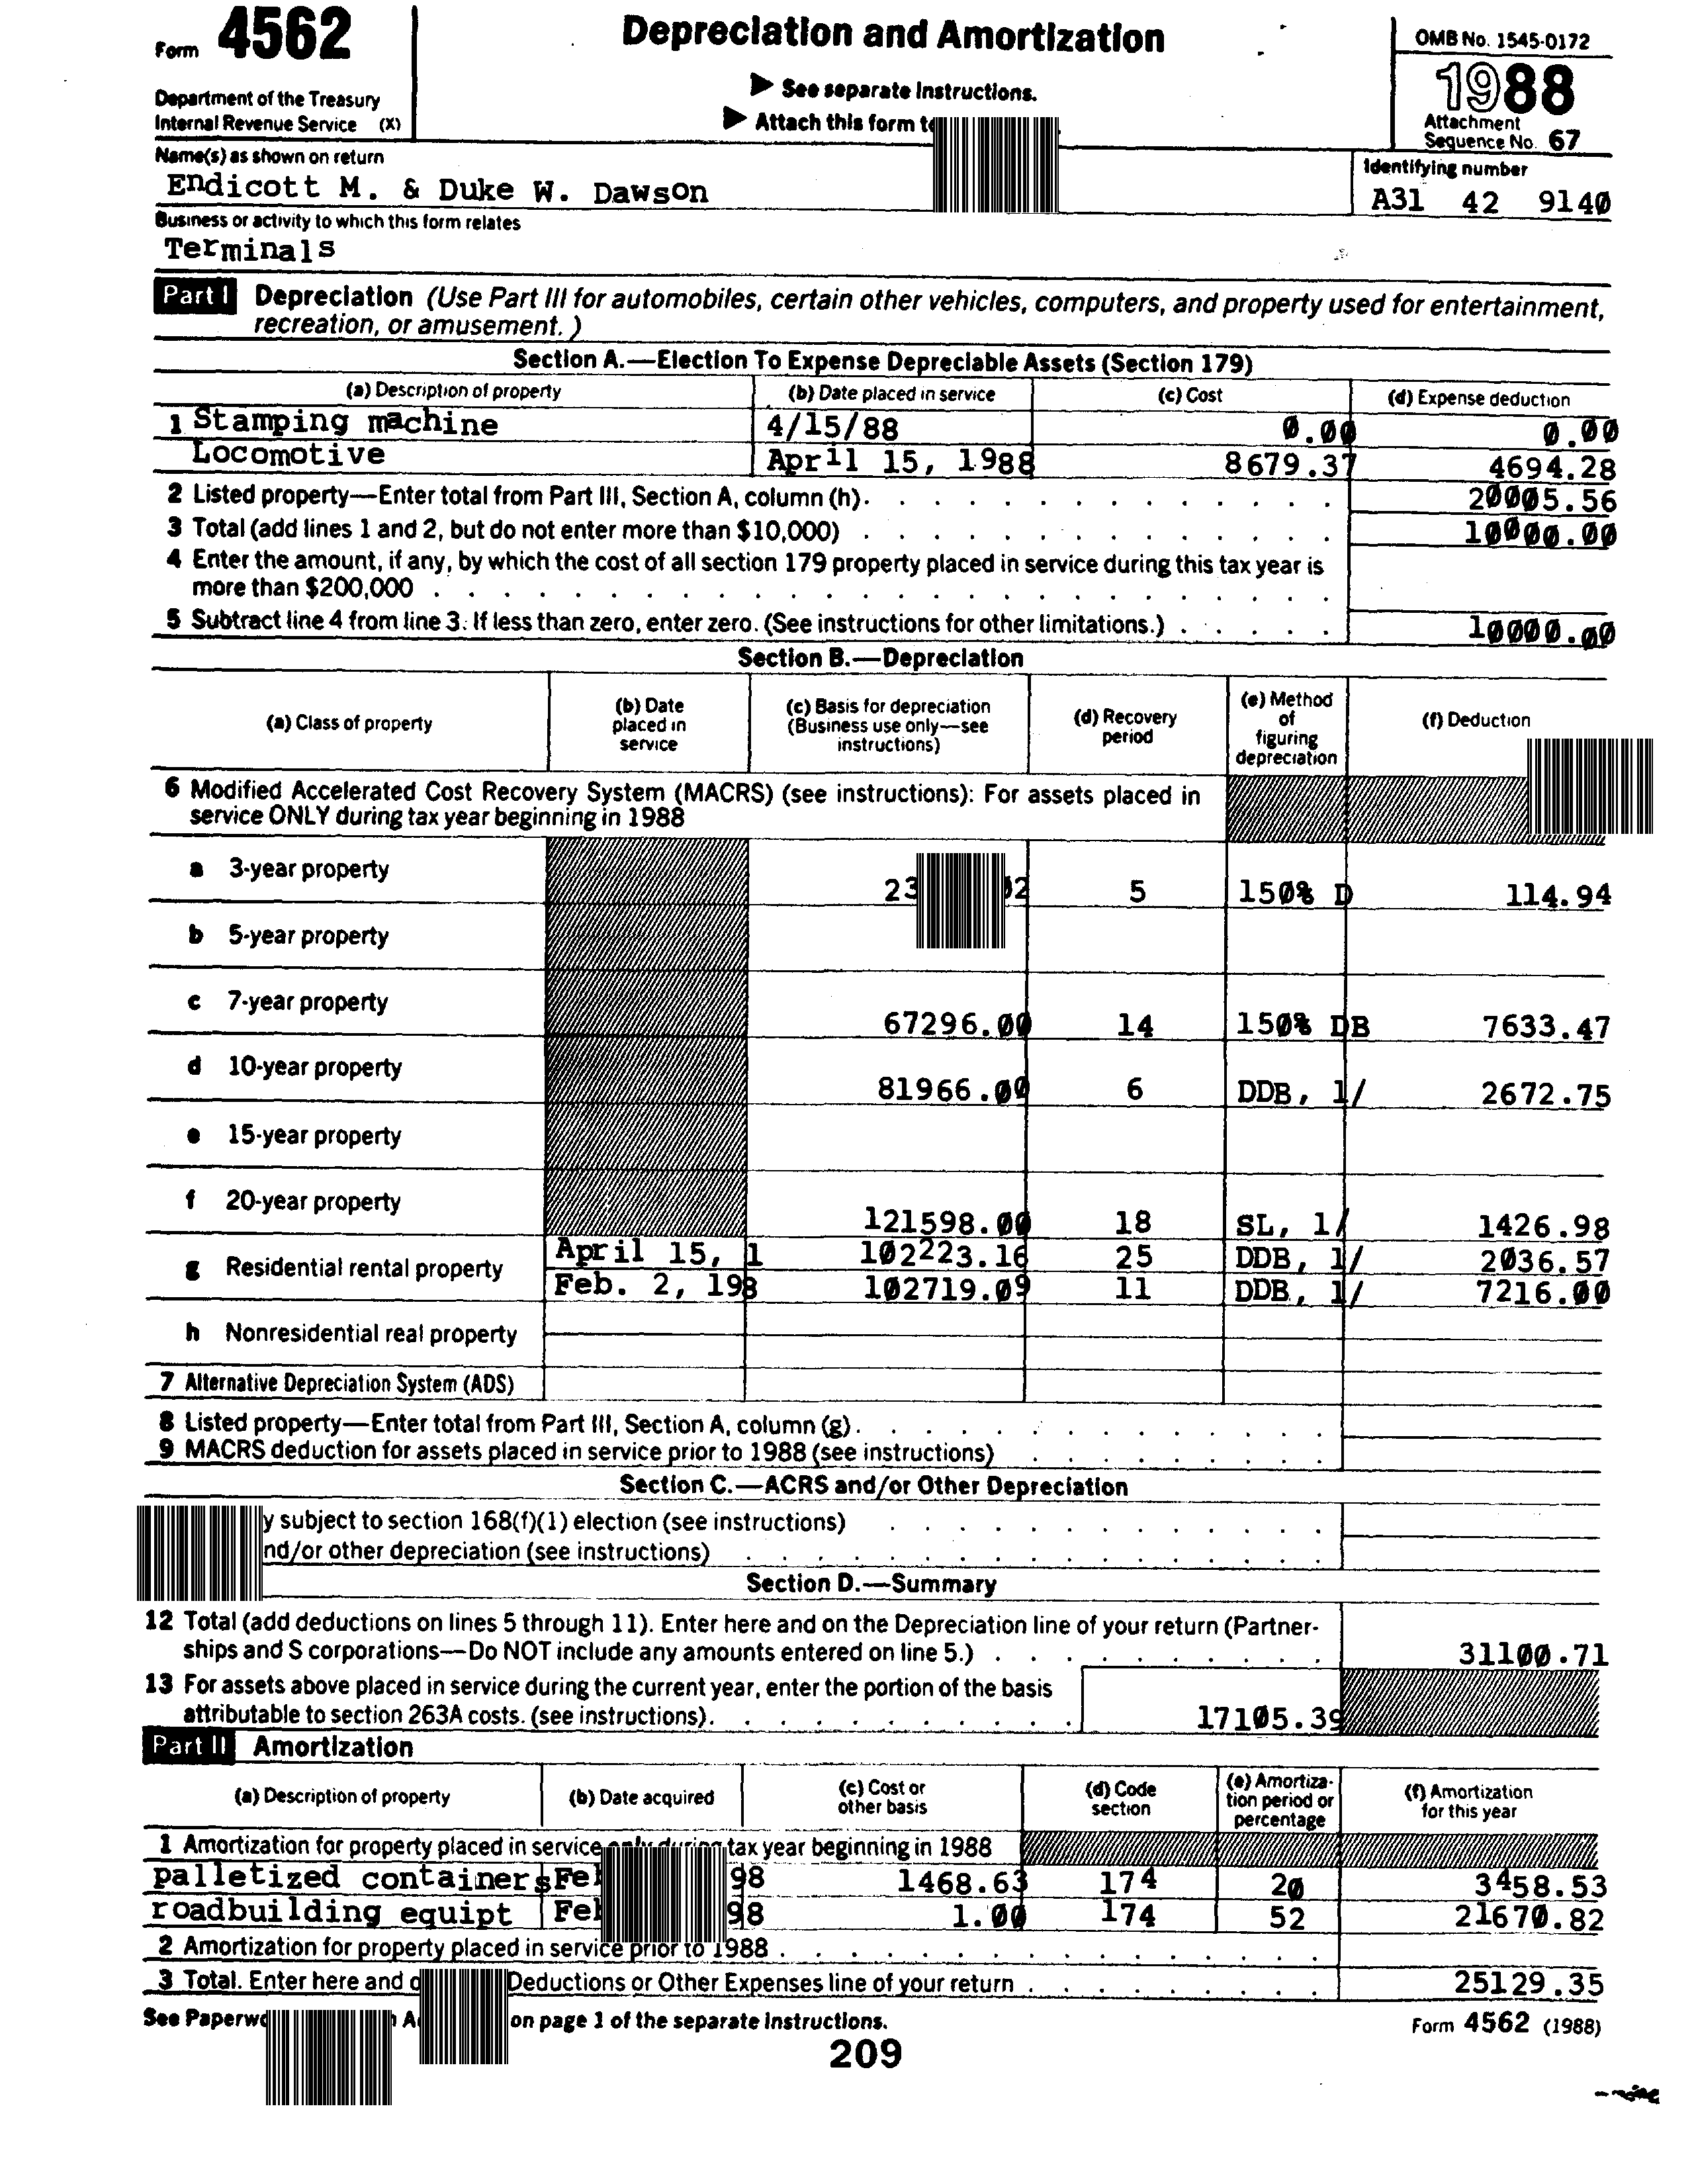 Form 4562
Depreciation and Amortization
OMB No. 1545-0172
1988
► See separate Instructions.
Department of the Treasury
Internal Revenue Service (X)
► Attach this form
Attachment
Sequence No. 67
Name(s) as shown on return
Identifying number
Endicott M. & Duke W. Dawson
A31 42 9140
Business or activity to which this form relates
Terminals
Part I Depreciation (Use Part III for automobiles, certain other vehicles, computers, and property used for entertainment,
recreation, or amusement.)
Section A.—Election To Expense Depreciable Assets (Section 179)
(a) Description of property (b) Date placed in service (c) Cost (d) Expense deduction
1 Stamping machine 4/15/88 0.00 0.00
Locomotive April 15, 1988 8679.37 4694.28
2 Listed property—Enter total from Part III, Section A, column (h). 20005.56
3 Total (add lines 1 and 2, but do not enter more than $10,000) 10000.00
4 Enter the amount, if any, by which the cost of all section 179 property placed in service during this tax year is
more than $200,000
5 Subtract line 4 from line 3. If less than zero, enter zero. (See instructions for other limitations.) 10000.00
Section B.—Depreciation
(a) Class of property
(b) Date
placed in
service
(c) Basis for depreciation
(Business use only—see
instructions)
(d) Recovery
period
(e) Method
of
figuring
depreciation
(f) Deduction
6 Modified Accelerated Cost Recovery System (MACRS) (see instructions): For assets placed in
service ONLY during tax year beginning in 1988
a 3-year property 5 150% D 114.94
b 5-year property
c 7-year property 67296.00 14 150% DB 7633.47
d 10-year property 81966.00 6 DDB, 1/ 2672.75
e 15-year property
f 20-year property 121598.00 18 SL, 1/ 1426.98
April 15, 1 102223.16 25 DDB, 1/ 2036.57
g Residential rental property
Feb. 2, 198 102719.09 11 DDB, 1/ 7216.00
h Nonresidential real property
7 Alternative Depreciation System (ADS)
8 Listed property—Enter total from Part III, Section A, column (g).
9 MACRS deduction for assets placed in service prior to 1988 (see instructions)
Section C.—ACRS and/or Other Depreciation
subject to section 168(f)(1) election (see instructions)
other depreciation (see instructions)
Section D.—Summary
12 Total (add deductions on lines 5 through 11). Enter here and on the Depreciation line of your return (Partner-
ships and S corporations—Do NOT include any amounts entered on line 5.) 31100.71
13 For assets above placed in service during the current year, enter the portion of the basis
attributable to section 263A costs. (see instructions). 17105.39
Part II Amortization
(a) Description of property
(b) Date acquired
(c) Cost or
other basis
(d) Code
section
(e) Amortiza-
tion period or
percentage
(f) Amortization
for this year
1 Amortization for property placed in service only during tax year beginning in 1988
palletized containers 1468.63 174 20 3458.53
roadbuilding equipt 1.00 174 52 21670.82
2 Amortization for property placed in service prior to 1988
3 Total. Enter here and Deductions or Other Expenses line of your return 25129.35
See on page 1 of the separate Instructions.
Form 4562 (1988)
209